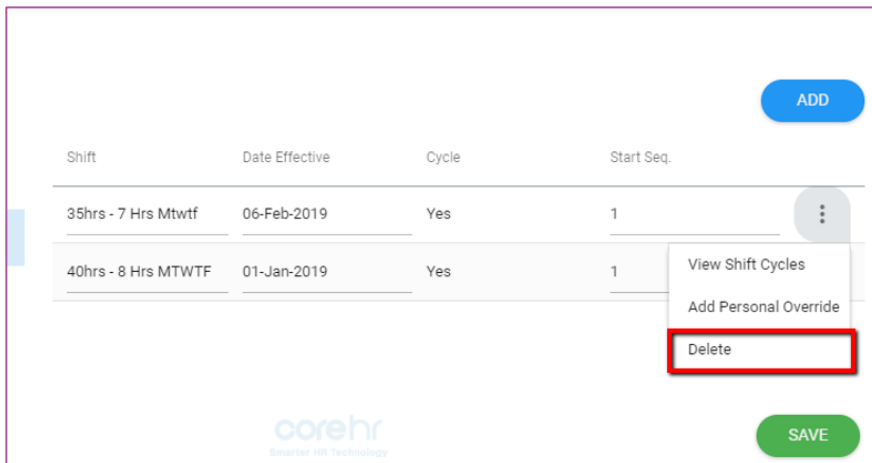 ADD
Shift Date Effective Cycle Start Seq.
35hrs - 7 Hrs Mtwtf 06-Feb-2019 Yes 1
40hrs - 8 Hrs MTWTF 01-Jan-2019 Yes 1
View Shift Cycles
Add Personal Override
Delete
corehr
Smarter HR Technology
SAVE